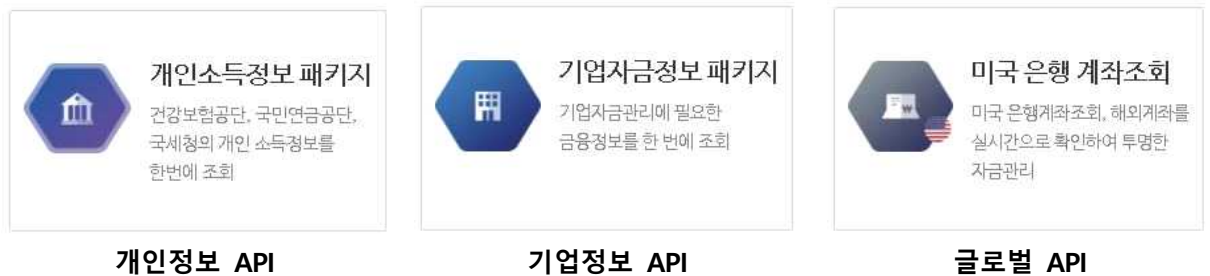 개인소득정보 패키지
건강보험공단, 국민연금공단,
국세청의 개인 소득정보를
한번에 조회
기업자금정보 패키지
기업자금관리에 필요한
금융정보를 한 번에 조회
미국 은행 계좌조회
미국 은행계좌조회, 해외계좌를
실시간으로 확인하여 투명한
자금관리
개인정보 API
기업정보 API
글로벌 API